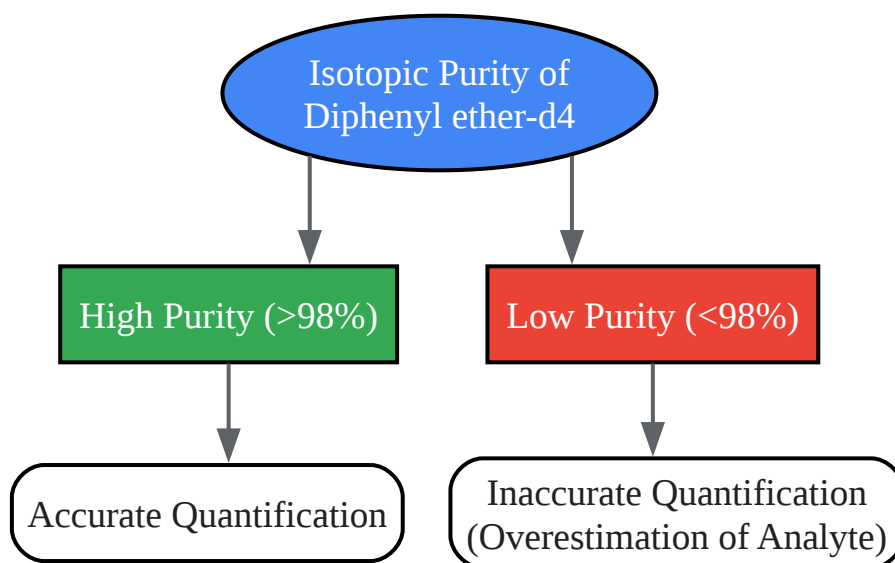 Isotopic Purity of
Diphenyl ether-d4
High Purity (>98%)
Low Purity (<98%)
Accurate Quantification
Inaccurate Quantification
(Overestimation of Analyte)